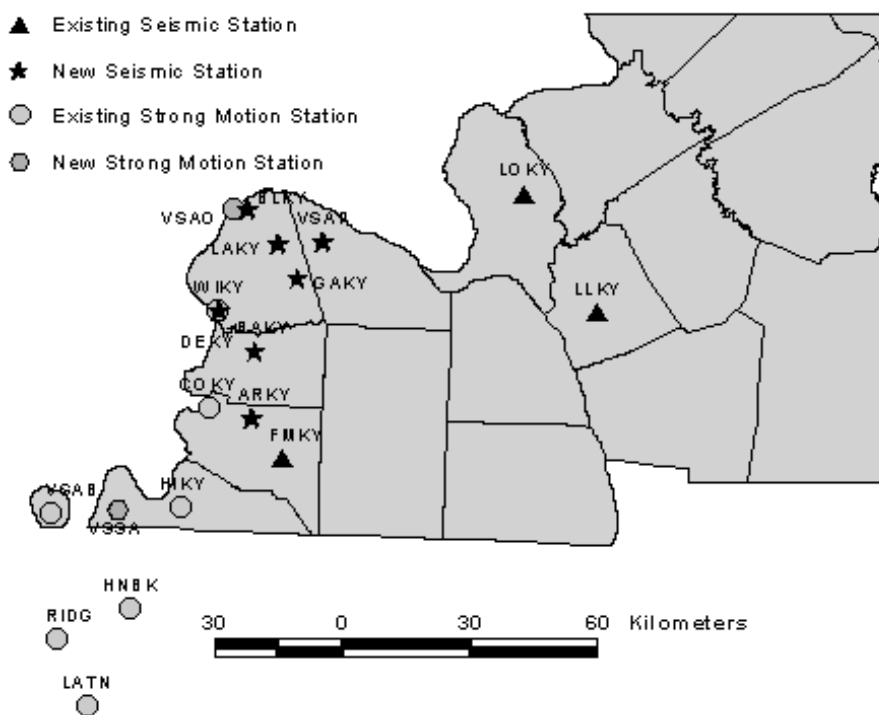 Existing Seismic Station
New Seismic Station
Existing Strong Motion Station
New Strong Motion Station
LOKY
BLKY
VSAO
VSAP
LAKY
GAKY
WIKY
LLKY
BAKY
DEKY
COKY
ARKY
FMKY
HIKY
VSAB
VSSA
HNBK
RIDG
30 0 30 60 Kilometers
LATN